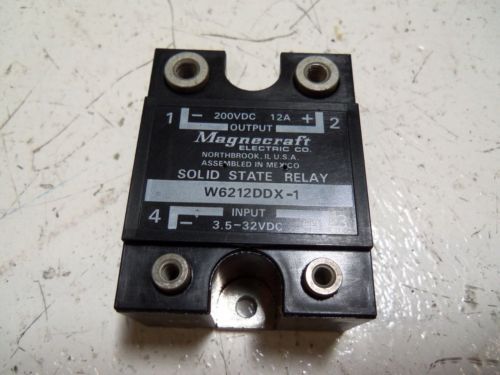 1 − 200VDC 12A + 2
OUTPUT
Magnecraft
ELECTRIC CO.
NORTHBROOK, IL U.S.A.
ASSEMBLED IN MEXICO
SOLID STATE RELAY
W6212DDX-1
4 INPUT 3
− 3.5-32VDC